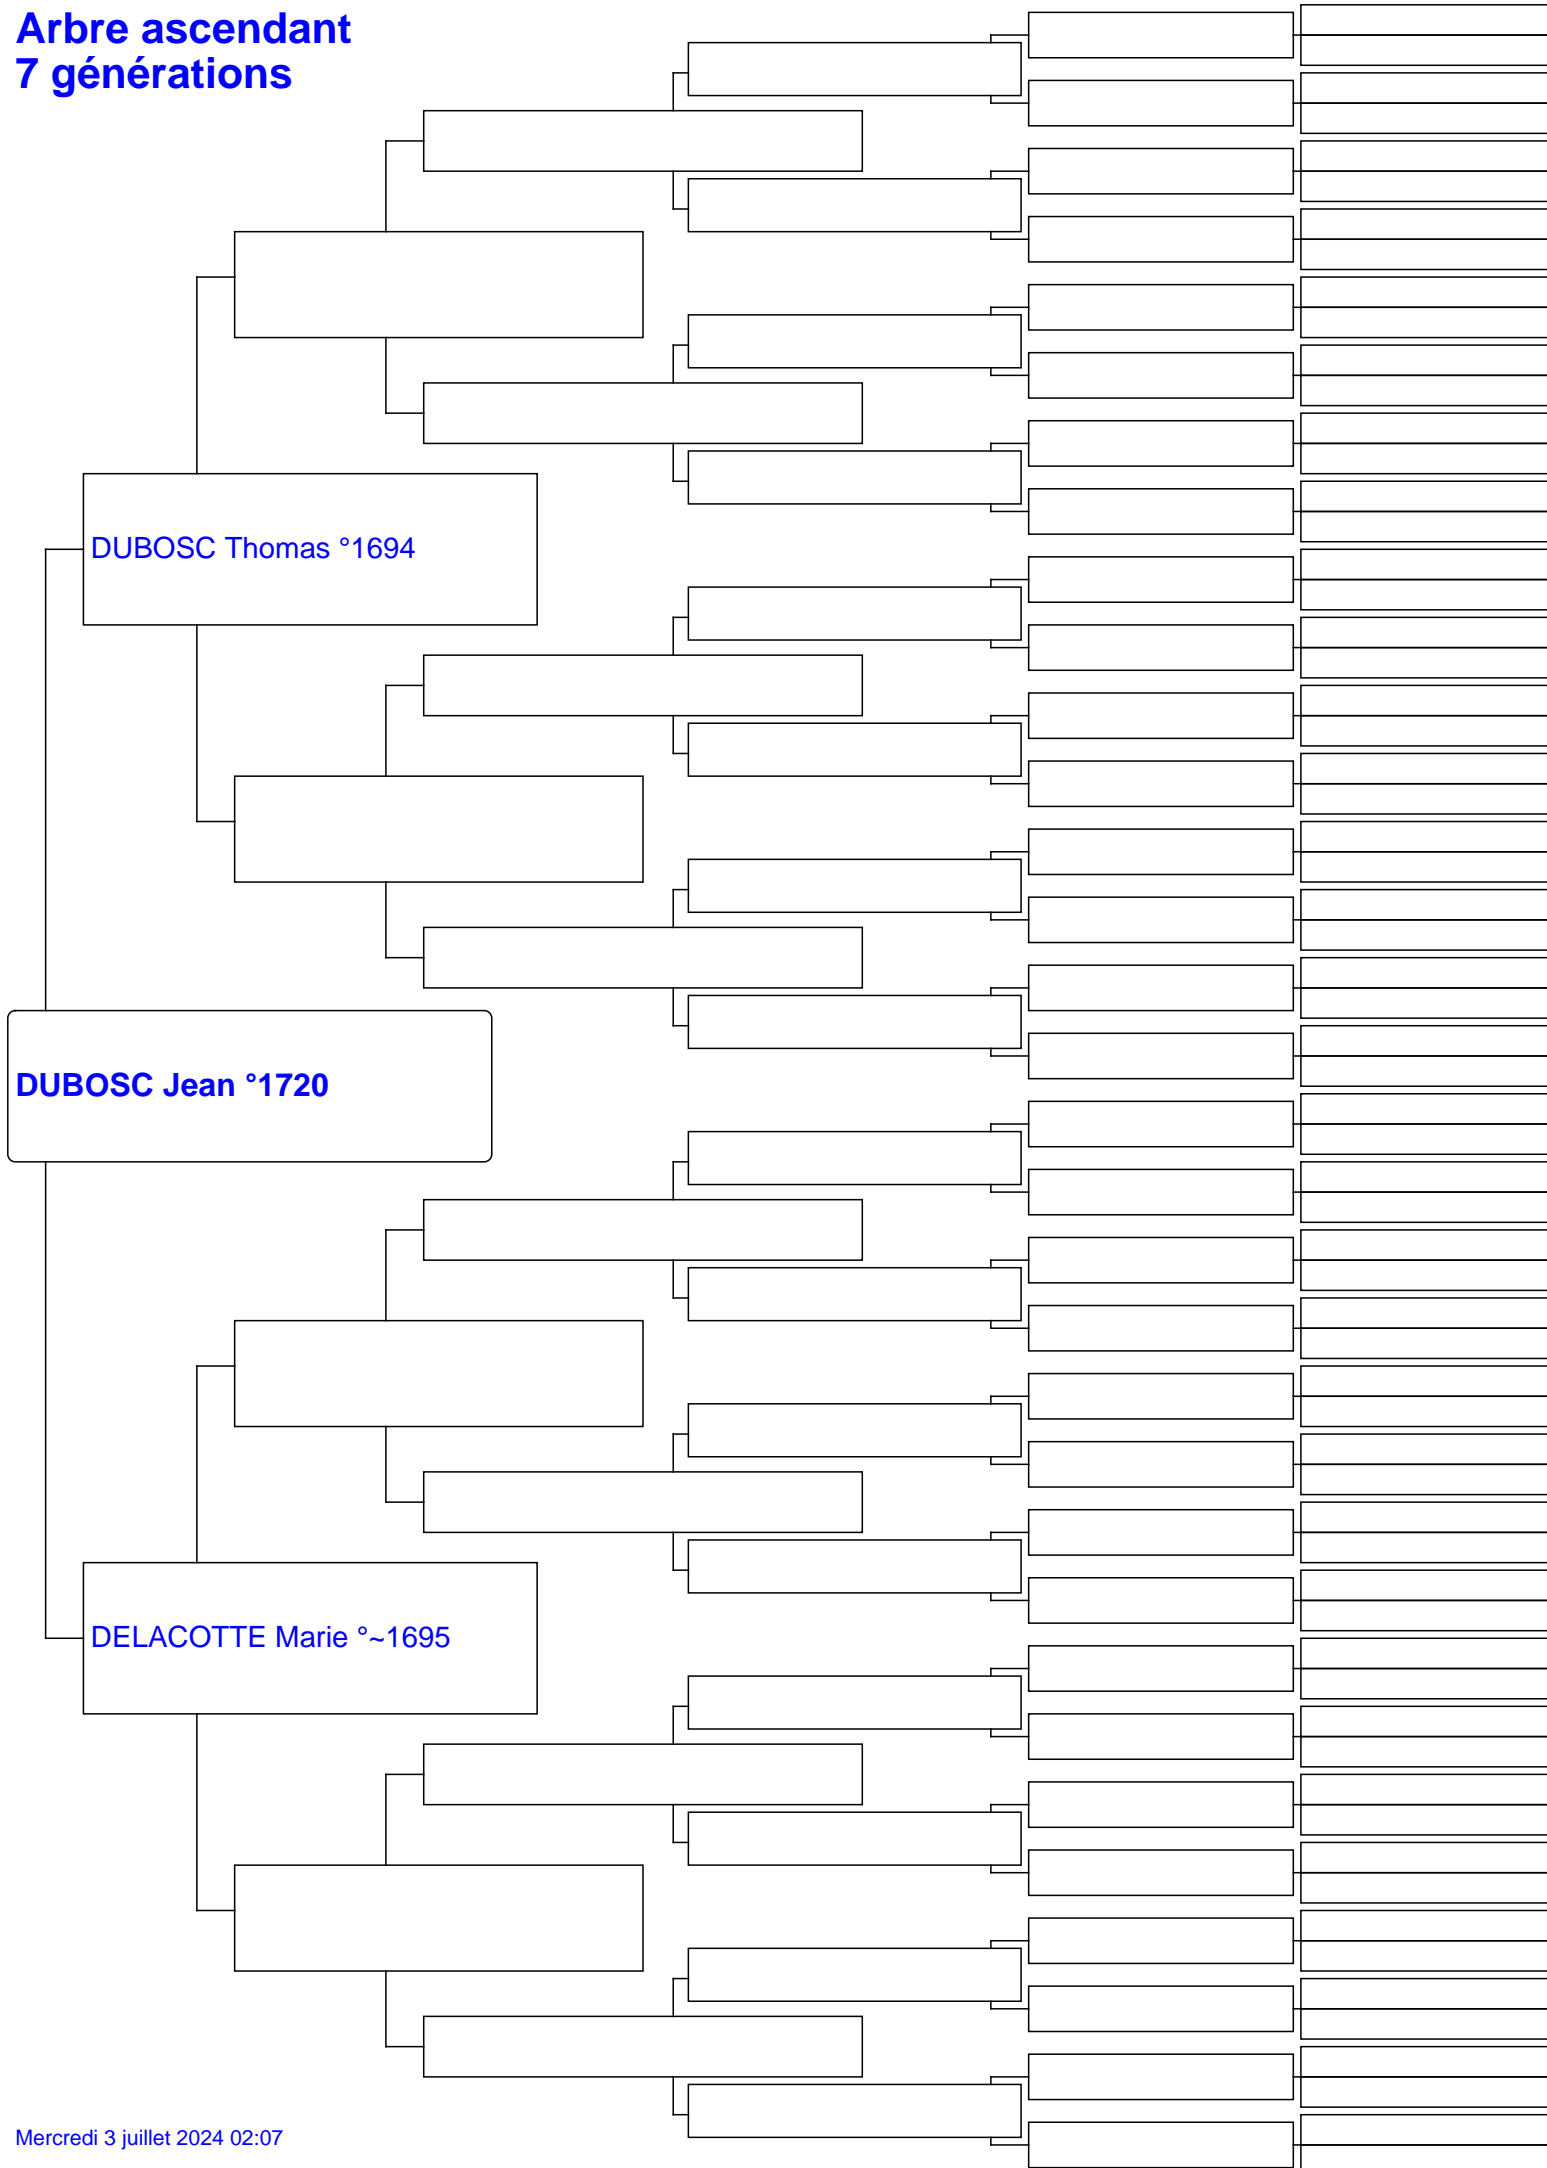 Arbre ascendant
7 générations
DUBOSC Thomas °1694
DUBOSC Jean °1720
DELACOTTE Marie °~1695
Mercredi 3 juillet 2024 02:07